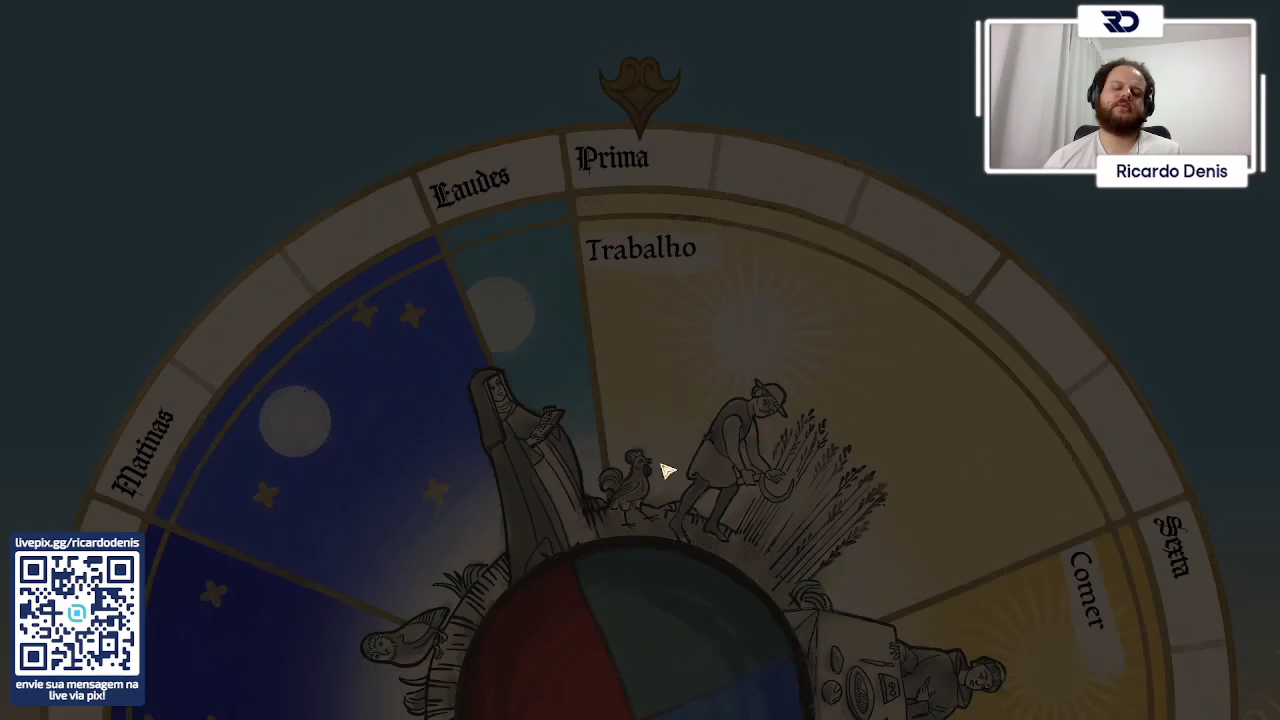 RD
Ricardo Denis
Prima
Laudes
Trabalho
Matinas
Sexta
Comer
livepix.gg/ricardodenis
envie sua mensagem na
live via pix!